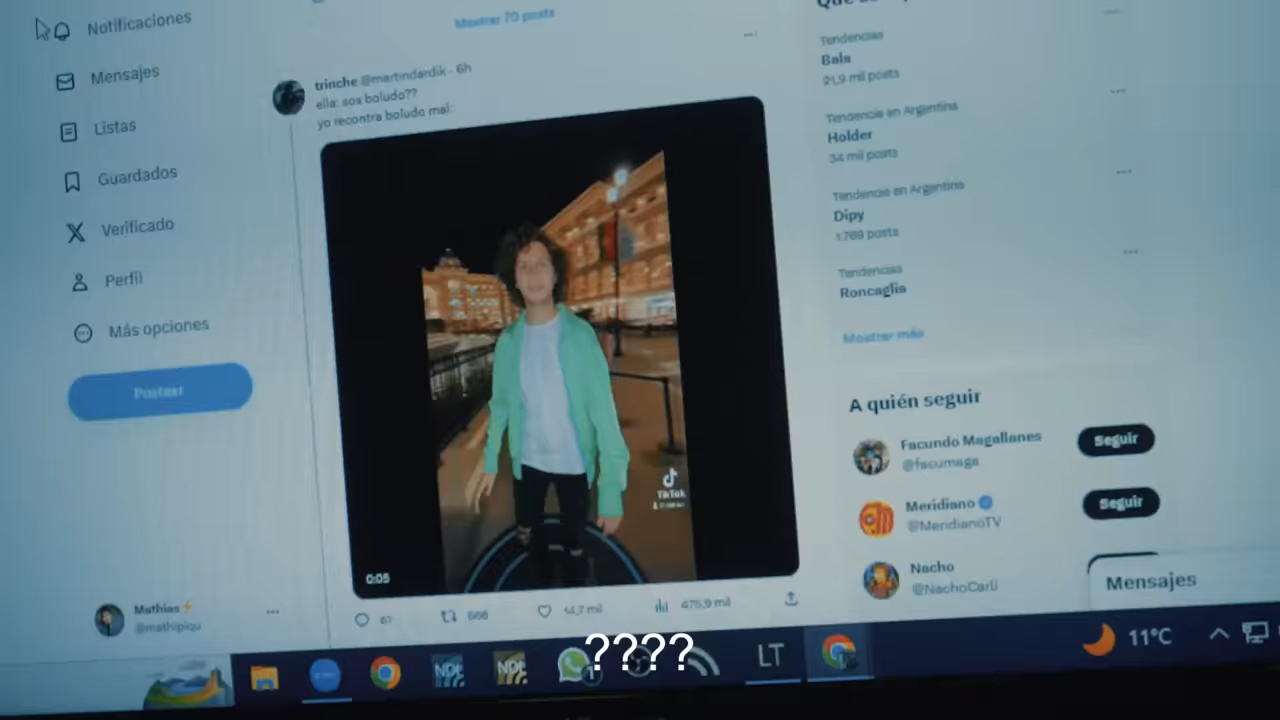 Notificaciones
Mensajes
Listas
Guardados
Verificado
Perfil
Más opciones
Postear
Mathias⚡
@mathipiqu
Mostrar 70 posts
trinche @martindardik · 6h
ella: sos boludo??
yo recontra boludo mal:
TikTok
0:05
67
666
14,7 mil
475,9 mil
????
Tendencias
Bala
21,9 mil posts
Tendencia en Argentina
Holder
34 mil posts
Tendencia en Argentina
Dipy
1.769 posts
Tendencias
Roncaglia
Mostrar más
A quién seguir
Facundo Magallanes
@facumaga
Seguir
Meridiano
@MeridianoTV
Seguir
Nacho
@NachoCarli
Mensajes
LT
11°C